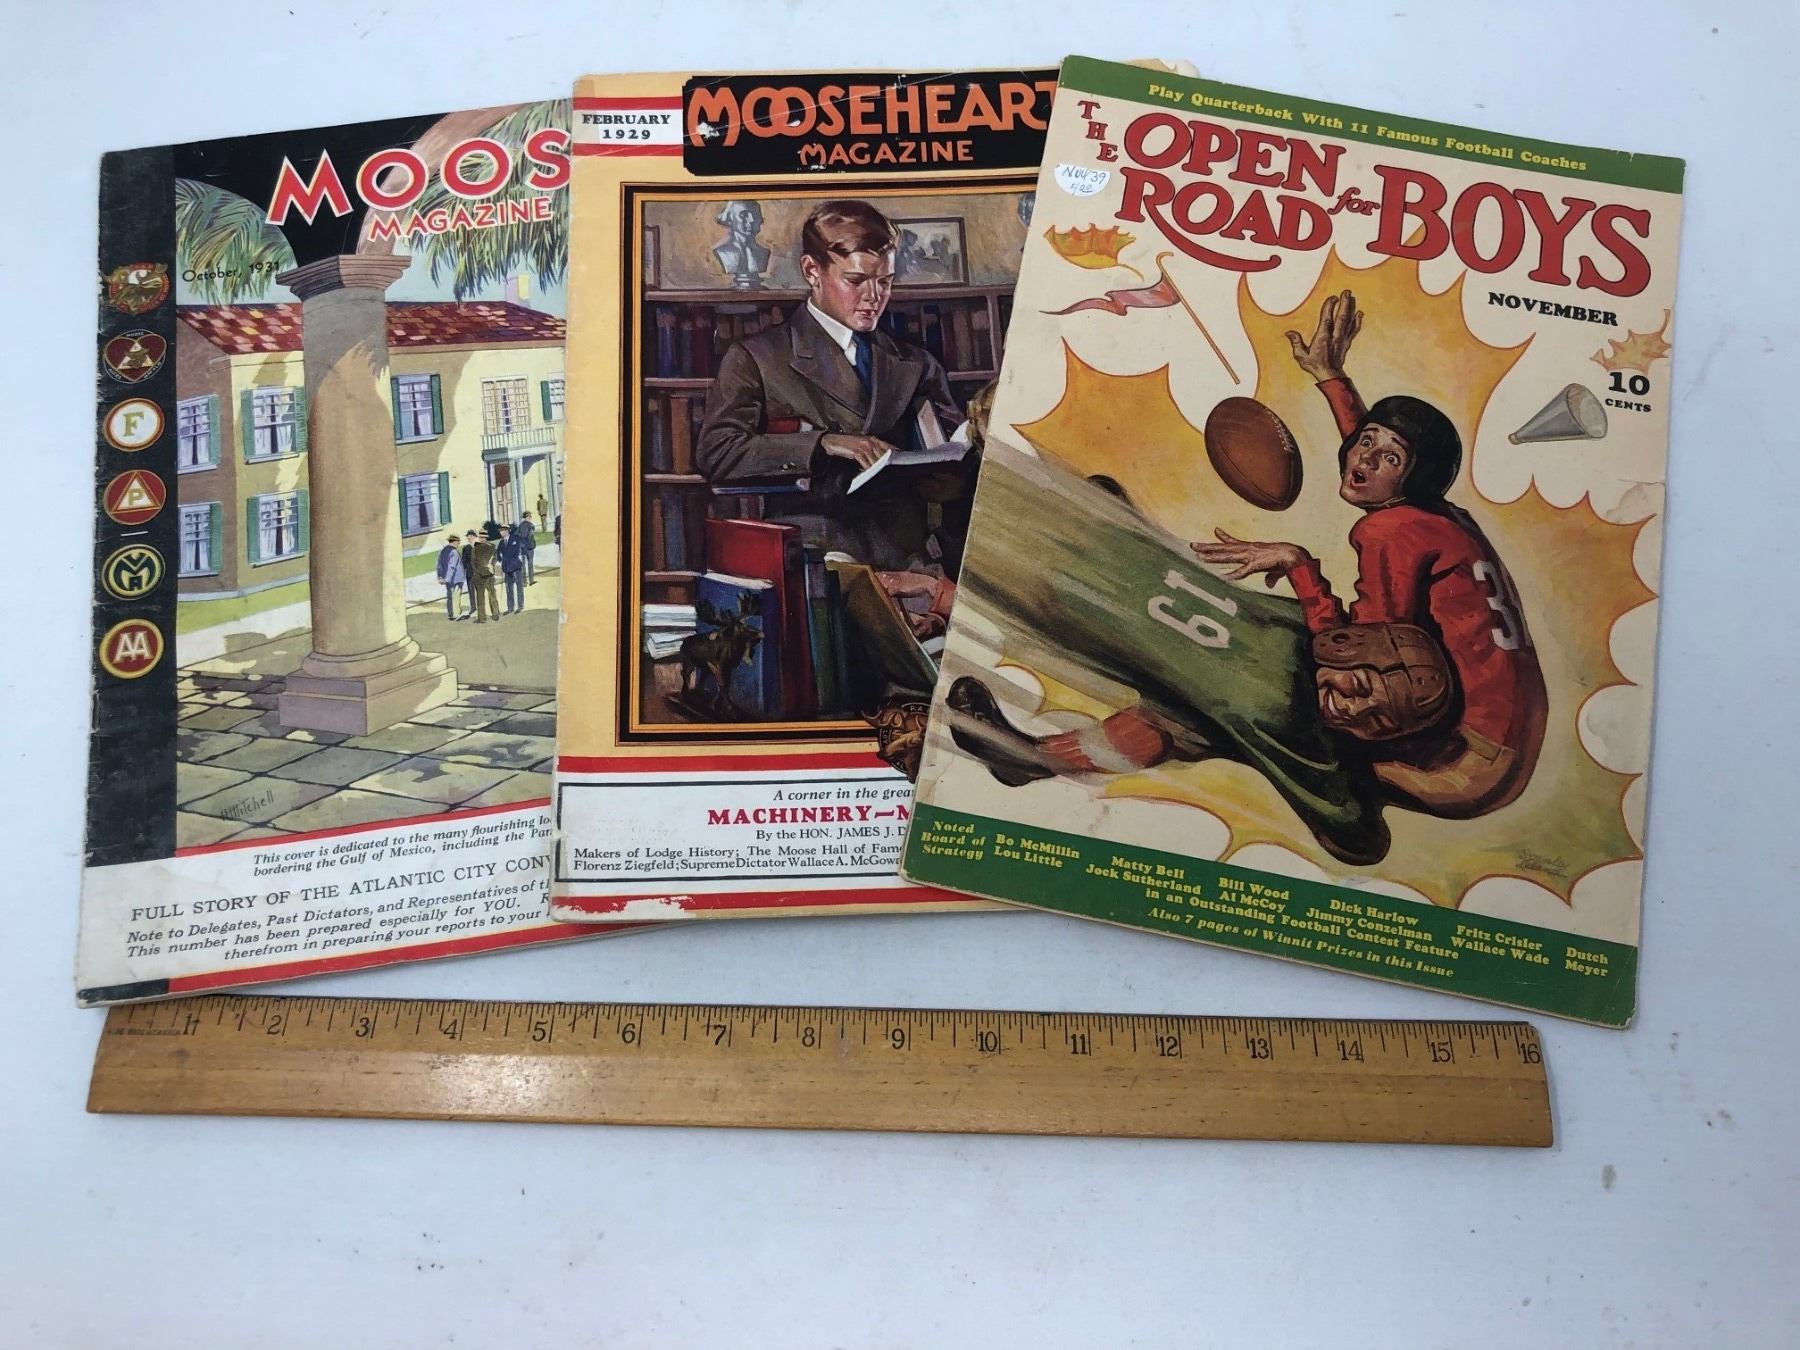 MOOS
MAGAZINE
October, 1931
F
P
AA
H Mitchell
This cover is dedicated to the many flourishing lo
bordering the Gulf of Mexico, including the Pan
FULL STORY OF THE ATLANTIC CITY CONV
Note to Delegates, Past Dictators, and Representatives of th
This number has been prepared especially for YOU.
therefrom in preparing your reports to your
FEBRUARY
1929
MOOSEHEART
MAGAZINE
A corner in the grea
MACHINERY—M
By the HON. JAMES J. D
Makers of Lodge History; The Moose Hall of Fam
Florenz Ziegfeld; Supreme Dictator Wallace A. McGowa
Play Quarterback With 11 Famous Football Coaches
THE
OPEN
ROAD
for BOYS
Nov 39
NOVEMBER
10
CENTS
61
3
Noted
Board of
Strategy
Bo McMillin
Lou Little
Matty Bell
Jock Sutherland
Bill Wood
Al McCoy
Dick Harlow
Jimmy Conzelman
Fritz Crisler
Wallace Wade
Dutch
Meyer
in an Outstanding Football Contest Feature
Also 7 pages of Winnit Prizes in this Issue
1 2 3 4 5 6 7 8 9 10 11 12 13 14 15 16